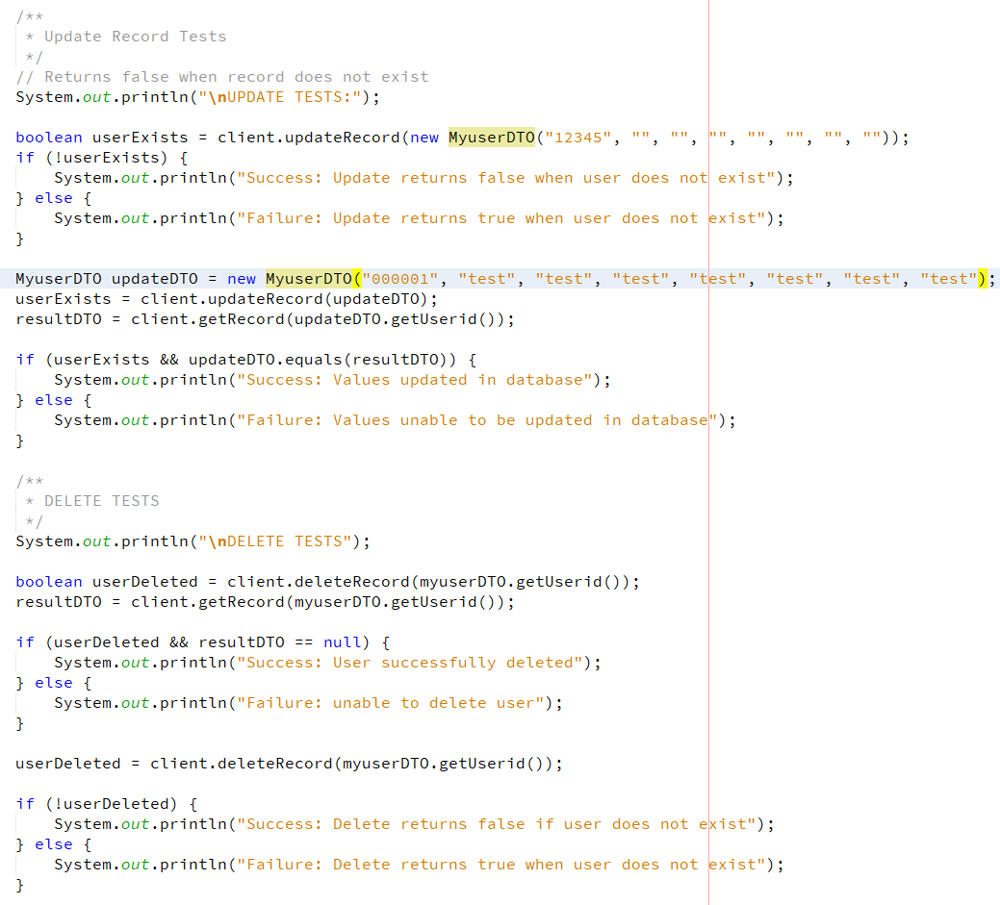 /**
 * Update Record Tests
 */
// Returns false when record does not exist
System.out.println("\nUPDATE TESTS:");
boolean userExists = client.updateRecord(new MyuserDTO("12345", "", "", "", "", "", "", ""));
if (!userExists) {
    System.out.println("Success: Update returns false when user does not exist");
} else {
    System.out.println("Failure: Update returns true when user does not exist");
}
MyuserDTO updateDTO = new MyuserDTO("000001", "test", "test", "test", "test", "test", "test", "test");
userExists = client.updateRecord(updateDTO);
resultDTO = client.getRecord(updateDTO.getUserid());
if (userExists && updateDTO.equals(resultDTO)) {
    System.out.println("Success: Values updated in database");
} else {
    System.out.println("Failure: Values unable to be updated in database");
}
/**
 * DELETE TESTS
 */
System.out.println("\nDELETE TESTS");
boolean userDeleted = client.deleteRecord(myuserDTO.getUserid());
resultDTO = client.getRecord(myuserDTO.getUserid());
if (userDeleted && resultDTO == null) {
    System.out.println("Success: User successfully deleted");
} else {
    System.out.println("Failure: unable to delete user");
}
userDeleted = client.deleteRecord(myuserDTO.getUserid());
if (!userDeleted) {
    System.out.println("Success: Delete returns false if user does not exist");
} else {
    System.out.println("Failure: Delete returns true when user does not exist");
}